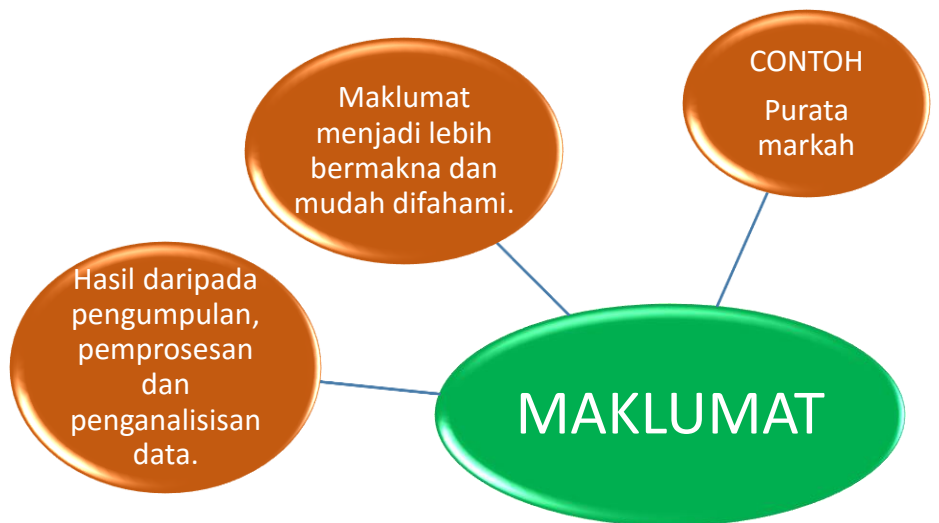 CONTOH
Purata
markah
Maklumat
menjadi lebih
bermakna dan
mudah difahami.
Hasil daripada
pengumpulan,
pemprosesan
dan
penganalisisan
data.
MAKLUMAT